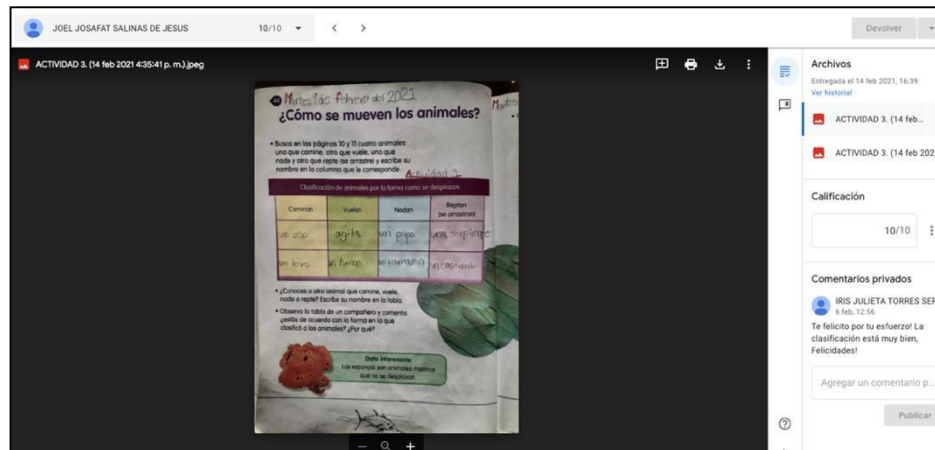 JOEL JOSAFAT SALINAS DE JESUS
10/10
Devolver
ACTIVIDAD 3. (14 feb 2021 4:35:41 p. m.).jpeg
44
Martes de febrero del 2021
¿Cómo se mueven los animales?
• Busca en las páginas 10 y 11 cuatro animales:
uno que camine, otro que vuele, uno que
nade y otro que repte (se arrastre) y escribe su
nombre en la columna que le corresponde.
Actividad 3
Clasificación de animales por la forma como se desplazan
Caminan Vuelan Nadan Reptan
(se arrastran)
un oso agila un una
un un un un
• ¿Conoces a otro animal que camine, vuele,
nade o repte? Escribe su nombre en la tabla.
• Observa la tabla de un compañero y comenta:
¿estás de acuerdo con la forma en la que
clasificó a los animales? ¿Por qué?
Dato interesante
Las esponjas son animales marinos
que no se desplazan.
Archivos
Entregada el 14 feb 2021, 16:39
Ver historial
ACTIVIDAD 3. (14 feb...
ACTIVIDAD 3. (14 feb 202
Calificación
10/10
Comentarios privados
IRIS JULIETA TORRES SER
6 feb, 12:56
Te felicito por tu esfuerzo! La
clasificación está muy bien,
Felicidades!
Agregar un comentario p...
Publicar